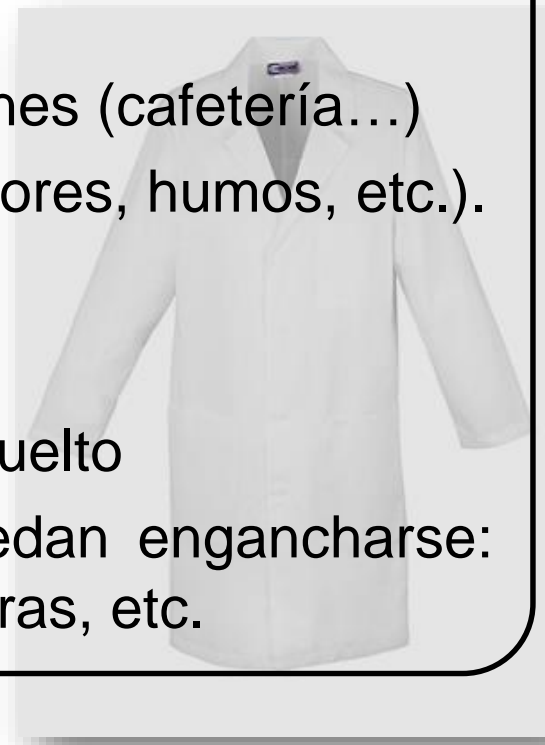 nes (cafetería…)
ores, humos, etc.).
uelto
edan engancharse:
ras, etc.